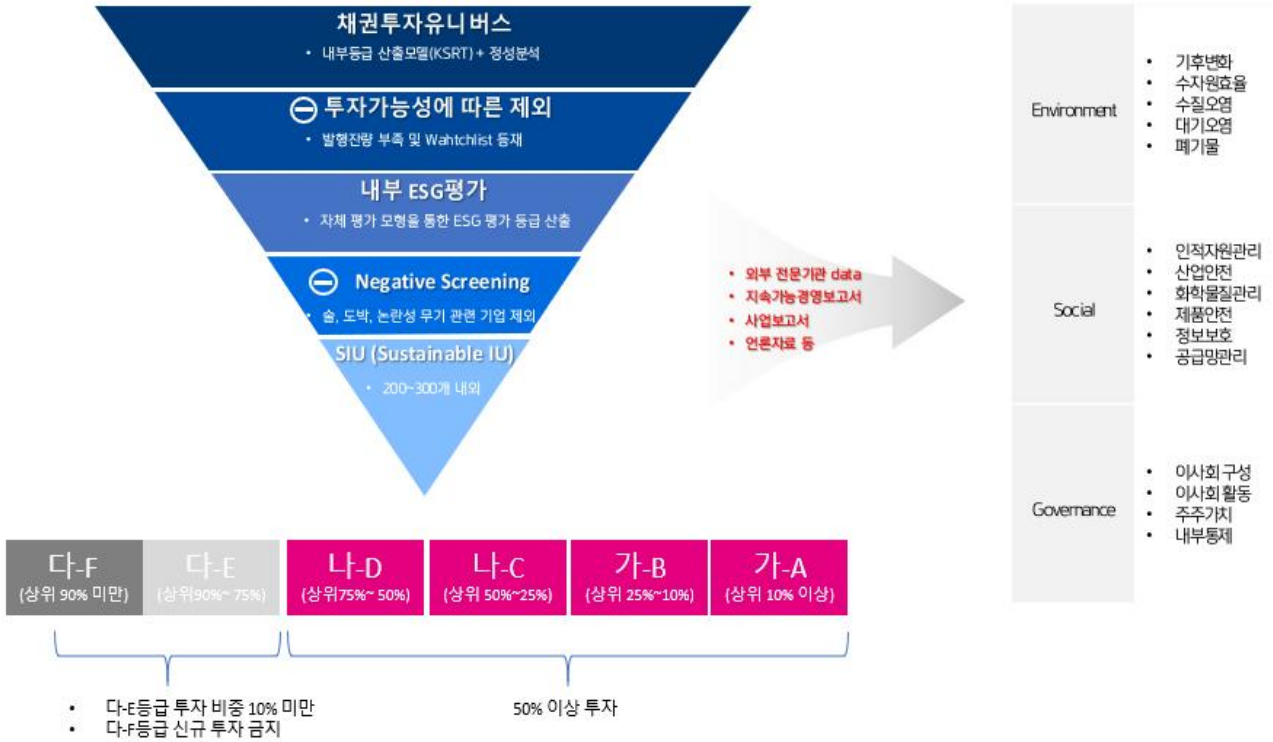 채권투자유니버스
• 내부등급 산출모델(KSRT) + 정성분석
투자가능성에 따른 제외
• 발행잔량 부족 및 Wahtchlist 등재
내부 ESG평가
• 자체 평가 모형을 통한 ESG 평가 등급 산출
Negative Screening
• 술, 도박, 논란성 무기 관련 기업 제외
SIU (Sustainable IU)
• 200~300개 내외
• 외부 전문기관 data
• 지속가능경영보고서
• 사업보고서
• 언론자료 등
Environment
• 기후변화
• 수자원효율
• 수질오염
• 대기오염
• 폐기물
Social
• 인적자원관리
• 산업안전
• 화학물질관리
• 제품안전
• 정보보호
• 공급망관리
Governance
• 이사회 구성
• 이사회 활동
• 주주가치
• 내부통제
다-F
(상위 90% 미만)
다-E
(상위90%~ 75%)
나-D
(상위75%~ 50%)
나-C
(상위 50%~25%)
가-B
(상위 25%~10%)
가-A
(상위 10% 이상)
• 다-E등급 투자 비중 10% 미만
• 다-F등급 신규 투자 금지
50% 이상 투자